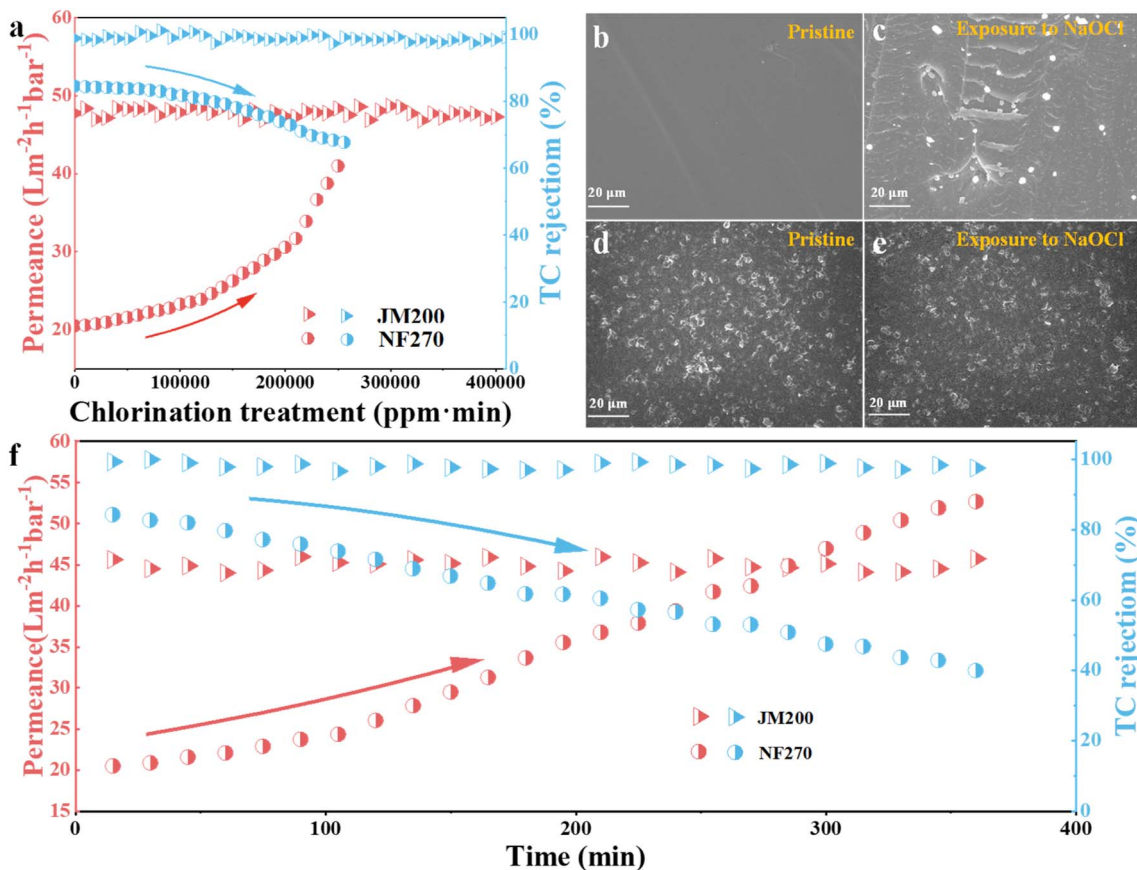 a
60
50
40
30
20
Permeance (Lm-2h-1bar-1)
100
80
60
40
20
0
TC rejectiom (%)
JM200
NF270
0
100000
200000
300000
400000
Chlorination treatment (ppm·min)
b
Pristine
20 μm
c
Exposure to NaOCl
20 μm
d
Pristine
20 μm
e
Exposure to NaOCl
20 μm
f
60
55
50
45
40
35
30
25
20
15
Permeance(Lm-2h-1bar-1)
100
80
60
40
20
0
TC rejectiom (%)
JM200
NF270
0
100
200
300
400
Time (min)